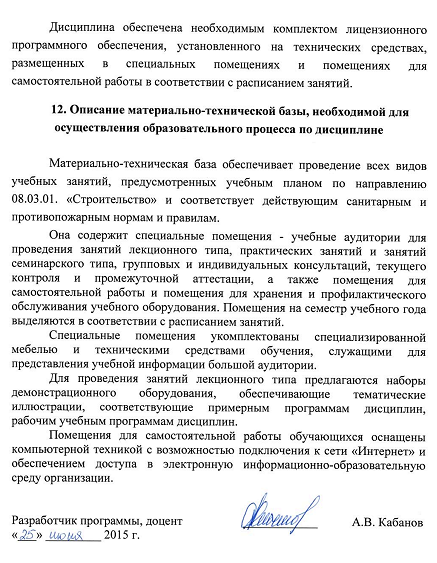 Дисциплина обеспечена необходимым комплектом лицензионного
программного обеспечения, установленного на технических средствах,
размещенных в специальных помещениях и помещениях для
самостоятельной работы в соответствии с расписанием занятий.
12. Описание материально-технической базы, необходимой для
осуществления образовательного процесса по дисциплине
Материально-техническая база обеспечивает проведение всех видов
учебных занятий, предусмотренных учебным планом по направлению
08.03.01. «Строительство» и соответствует действующим санитарным и
противопожарным нормам и правилам.
Она содержит специальные помещения - учебные аудитории для
проведения занятий лекционного типа, практических занятий и занятий
семинарского типа, групповых и индивидуальных консультаций, текущего
контроля и промежуточной аттестации, а также помещения для
самостоятельной работы и помещения для хранения и профилактического
обслуживания учебного оборудования. Помещения на семестр учебного года
выделяются в соответствии с расписанием занятий.
Специальные помещения укомплектованы специализированной
мебелью и техническими средствами обучения, служащими для
представления учебной информации большой аудитории.
Для проведения занятий лекционного типа предлагаются наборы
демонстрационного оборудования, обеспечивающие тематические
иллюстрации, соответствующие примерным программам дисциплин,
рабочим учебным программам дисциплин.
Помещения для самостоятельной работы обучающихся оснащены
компьютерной техникой с возможностью подключения к сети «Интернет» и
обеспечением доступа в электронную информационно-образовательную
среду организации.
Разработчик программы, доцент А.В. Кабанов
«25» июня 2015 г.